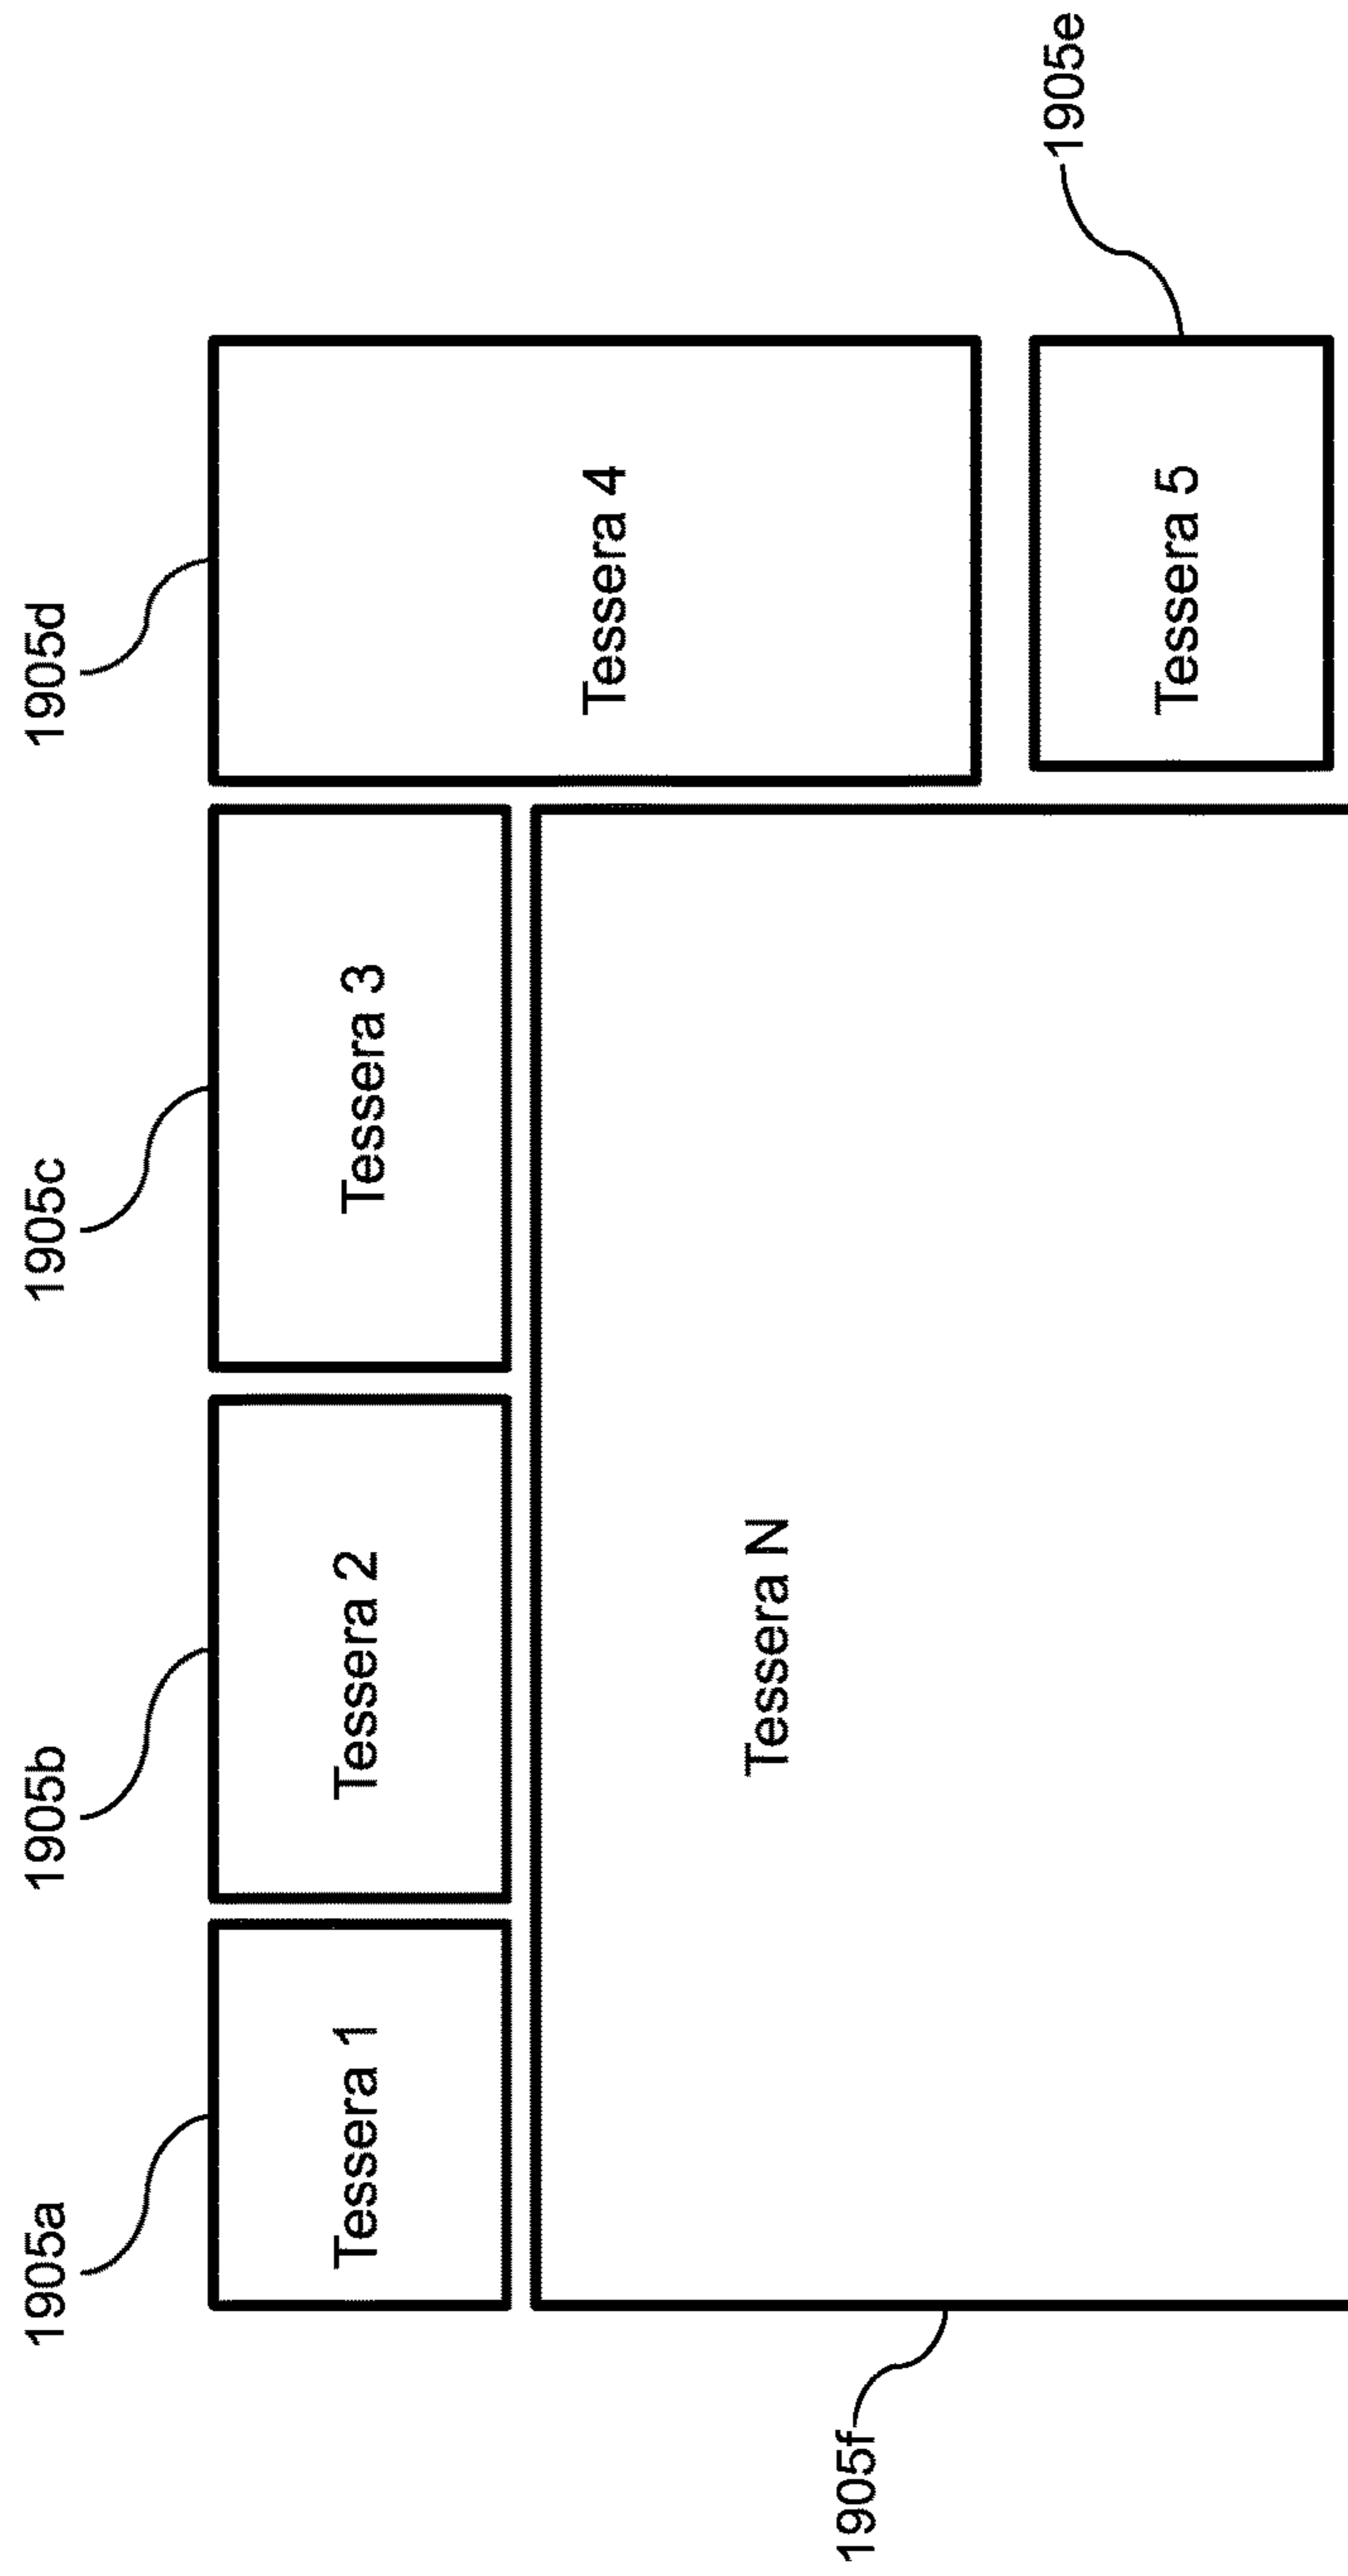 1905a
1905b
1905c
1905d
Tessera 1
Tessera 2
Tessera 3
Tessera 4
Tessera N
1905f
1905e
Tessera 5